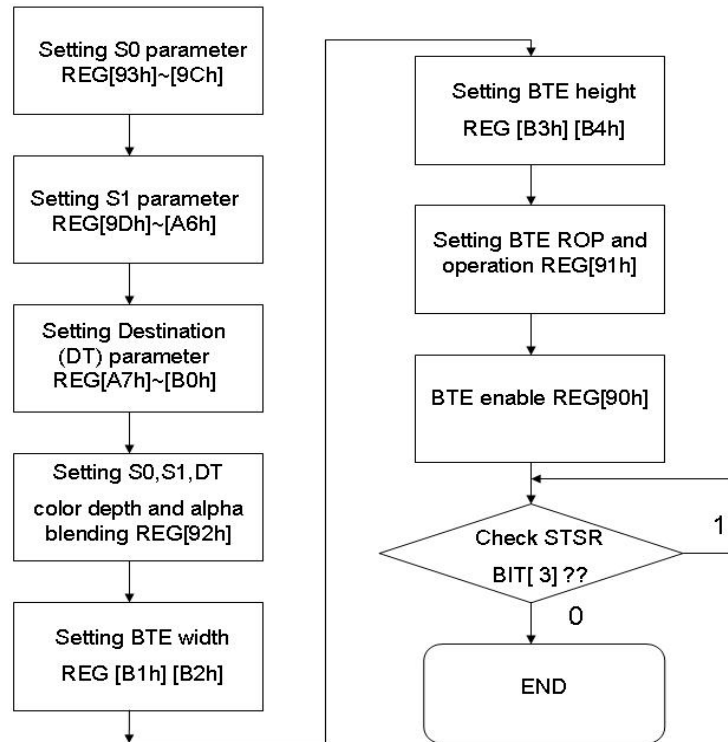 Setting S0 parameter
REG[93h]~[9Ch]
Setting S1 parameter
REG[9Dh]~[A6h]
Setting Destination
(DT) parameter
REG[A7h]~[B0h]
Setting S0,S1,DT
color depth and alpha
blending REG[92h]
Setting BTE width
REG [B1h] [B2h]
Setting BTE height
REG [B3h] [B4h]
Setting BTE ROP and
operation REG[91h]
BTE enable REG[90h]
Check STSR
BIT[ 3] ??
1
0
END